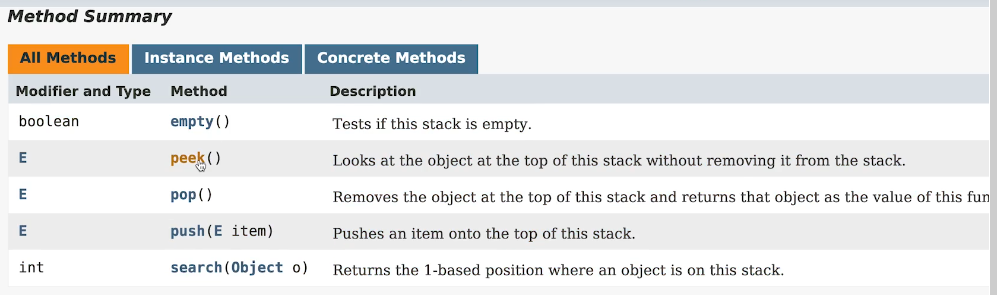 Method Summary
All Methods Instance Methods Concrete Methods
Modifier and Type Method Description
boolean empty() Tests if this stack is empty.
E peek() Looks at the object at the top of this stack without removing it from the stack.
E pop() Removes the object at the top of this stack and returns that object as the value of this fun
E push(E item) Pushes an item onto the top of this stack.
int search(Object o) Returns the 1-based position where an object is on this stack.